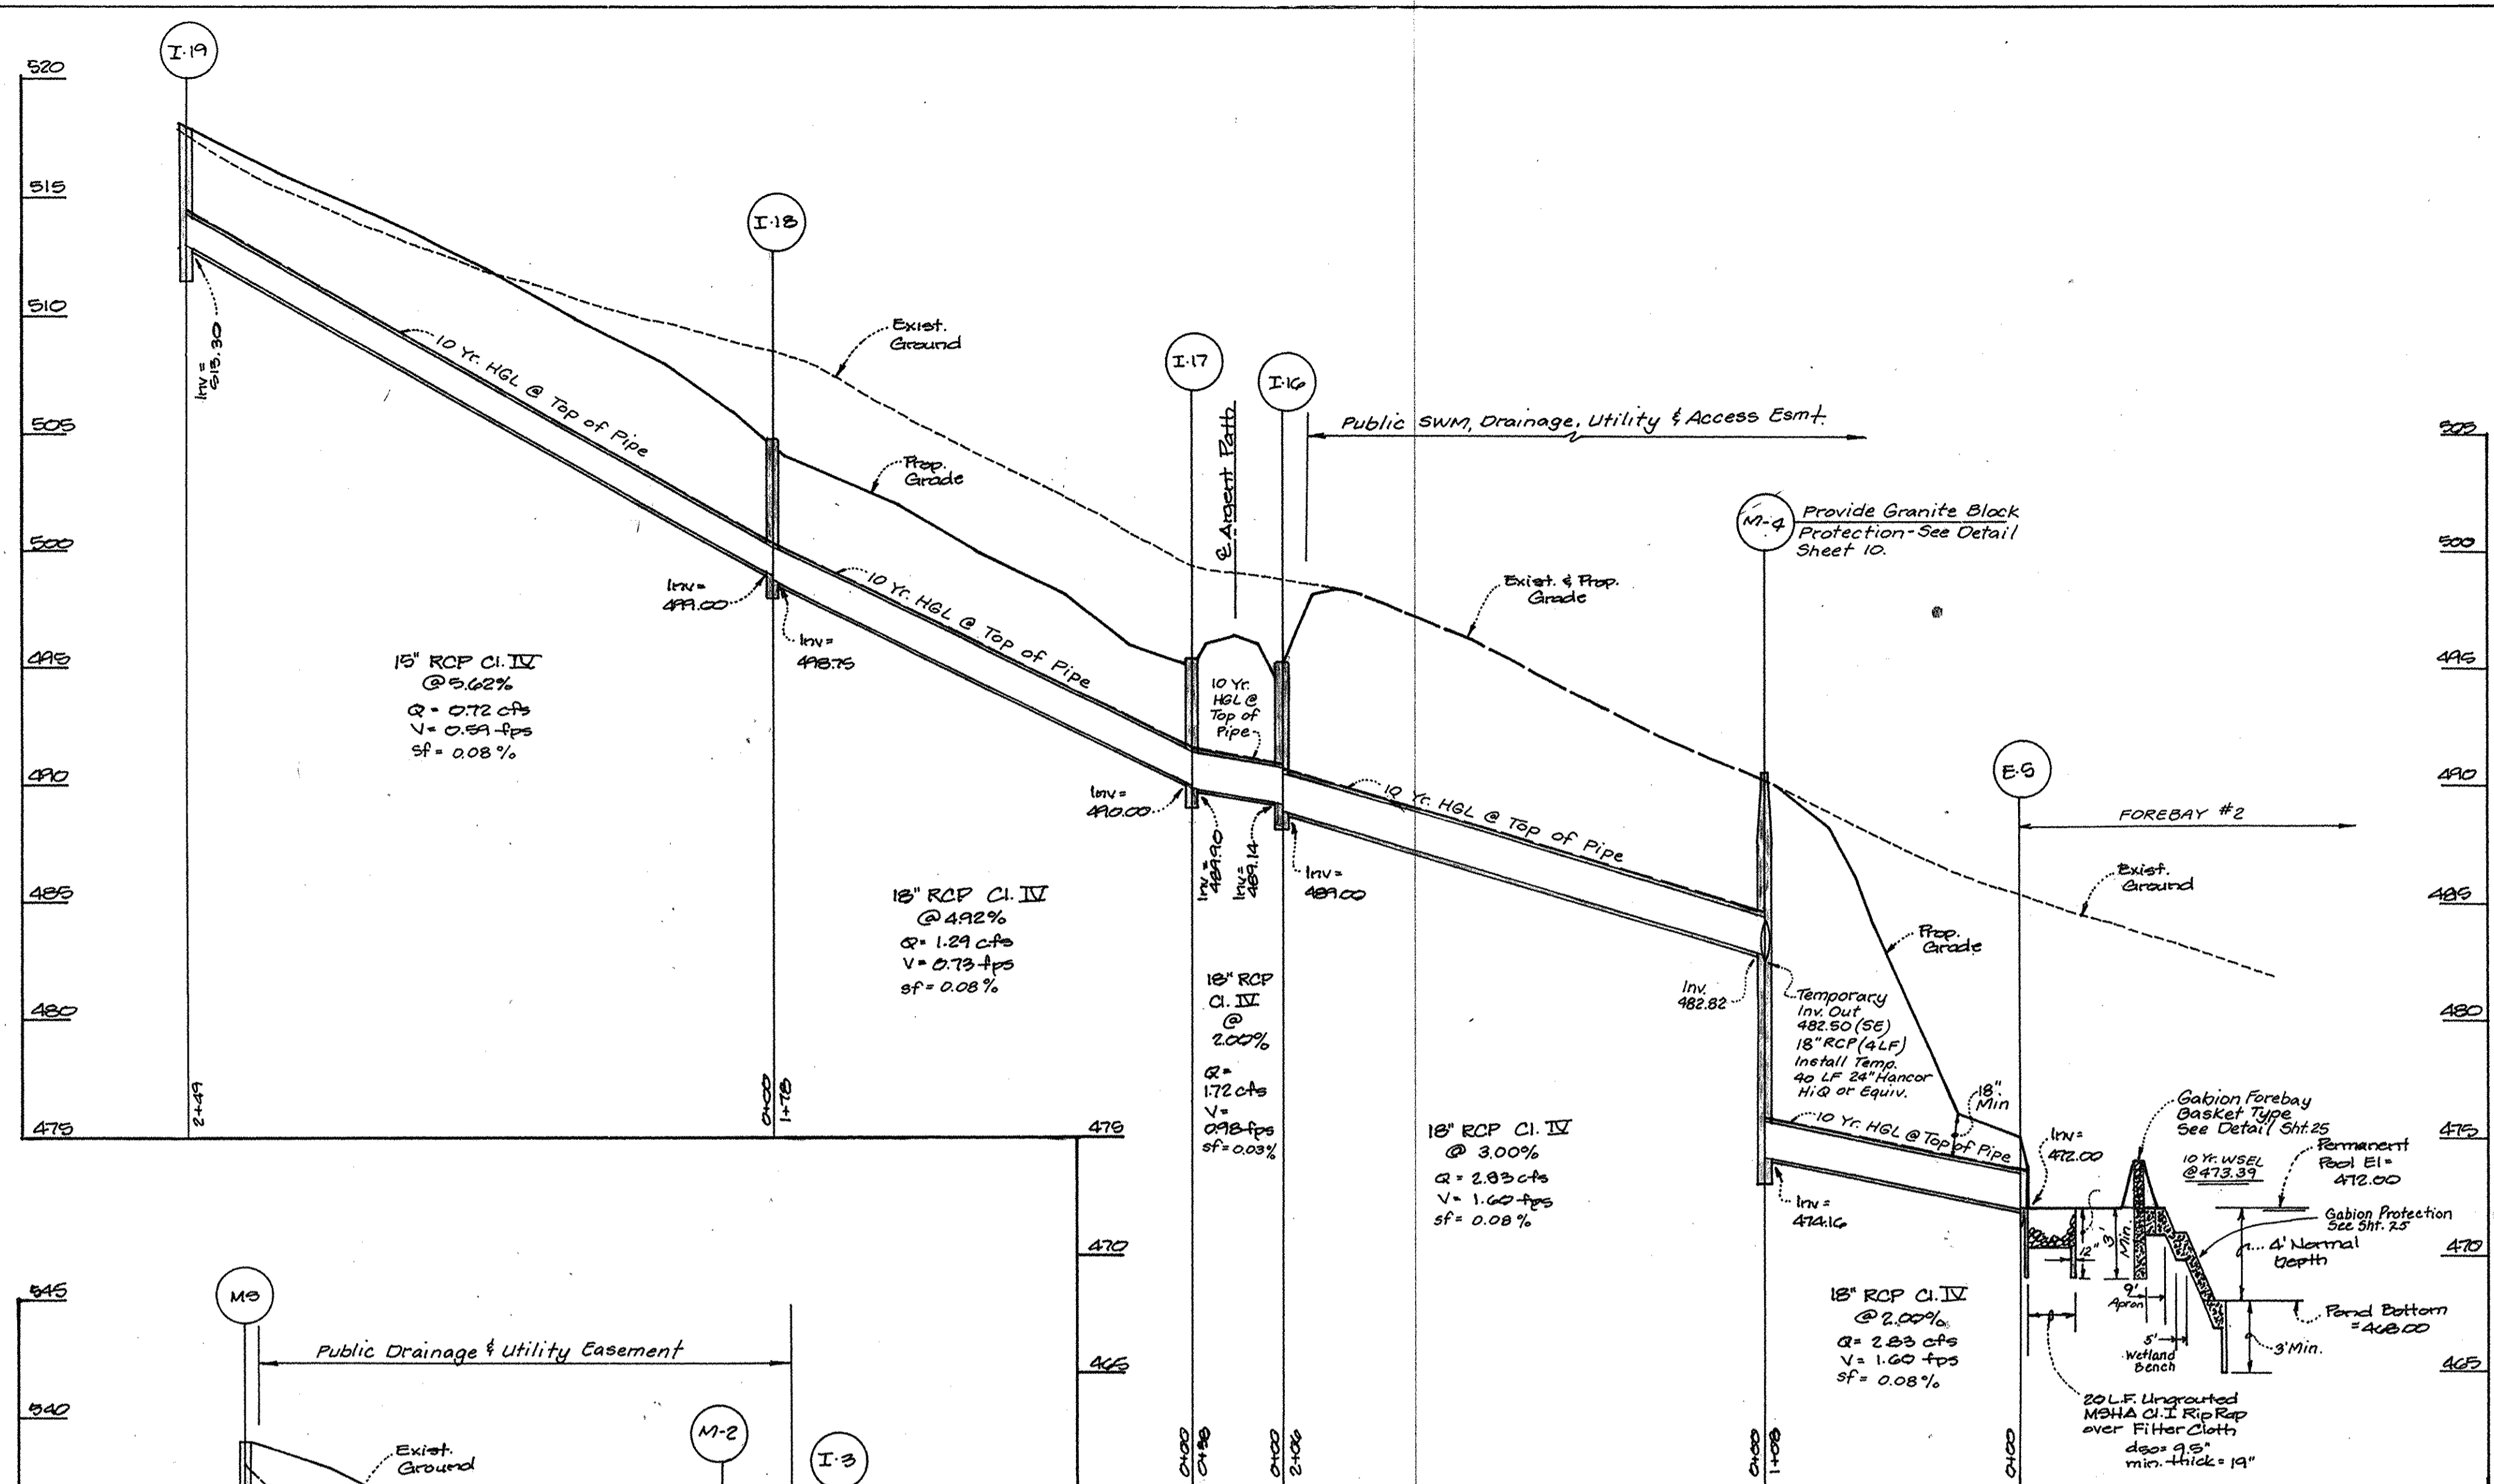 I-19
520
515
510
505
500
495
490
485
480
475
Inv =
513.30
10 Yr. HGL @ Top of Pipe
I-18
Exist.
Ground
Prop.
Grade
Inv =
499.00
Inv =
498.75
10 Yr. HGL @ Top of Pipe
15" RCP Cl. IV
@ 5.62%
Q = 0.72 cfs
V = 0.59 fps
sf = 0.08 %
18" RCP Cl. IV
@ 4.92%
Q = 1.29 cfs
V = 0.73 fps
sf = 0.08 %
2+49
0+00
1+78
I-17
I-16
℄ Argent Path
10 Yr.
HGL @
Top of
Pipe
Inv =
490.00
Inv =
489.90
Inv =
489.14
Inv =
489.00
18" RCP
Cl. IV
@
2.00%
Q =
1.72 cfs
V =
0.98 fps
sf = 0.03%
Public SWM, Drainage, Utility & Access Esmt.
Exist. & Prop.
Grade
10 Yr. HGL @ Top of Pipe
M-4
Provide Granite Block
Protection-See Detail
Sheet 10.
18" RCP Cl. IV
@ 3.00%
Q = 2.83 cfs
V = 1.60 fps
sf = 0.08 %
Inv.
482.82
Temporary
Inv. Out
482.50 (SE)
18" RCP (4LF)
Install Temp.
40 LF 24" Hancor
HiQ or Equiv.
10 Yr. HGL @ Top of Pipe
Inv =
474.16
18"
Min
E-5
FOREBAY #2
Exist.
Ground
Prop.
Grade
Inv =
472.00
Gabion Forebay
Basket Type
See Detail Sht. 25
10 Yr. WSEL
@ 473.39
Permanent
Pool El =
472.00
Gabion Protection
See Sht. 25
4' Normal
Depth
Pond Bottom
= 468.00
3' Min.
12"
3'
Min.
9'
Apron
5'
Wetland
Bench
20 L.F. Ungrouted
MSHA Cl. I Rip Rap
over Filter Cloth
d50 = 9.5"
min. thick = 19"
18" RCP Cl. IV
@ 2.00%
Q = 2.83 cfs
V = 1.60 fps
sf = 0.08 %
505
500
495
490
485
480
475
470
465
475
470
465
0+00
0+38
0+00
2+06
0+00
1+08
0+00
545
540
M5
Public Drainage & Utility Easement
Exist.
Ground
M-2
I-3